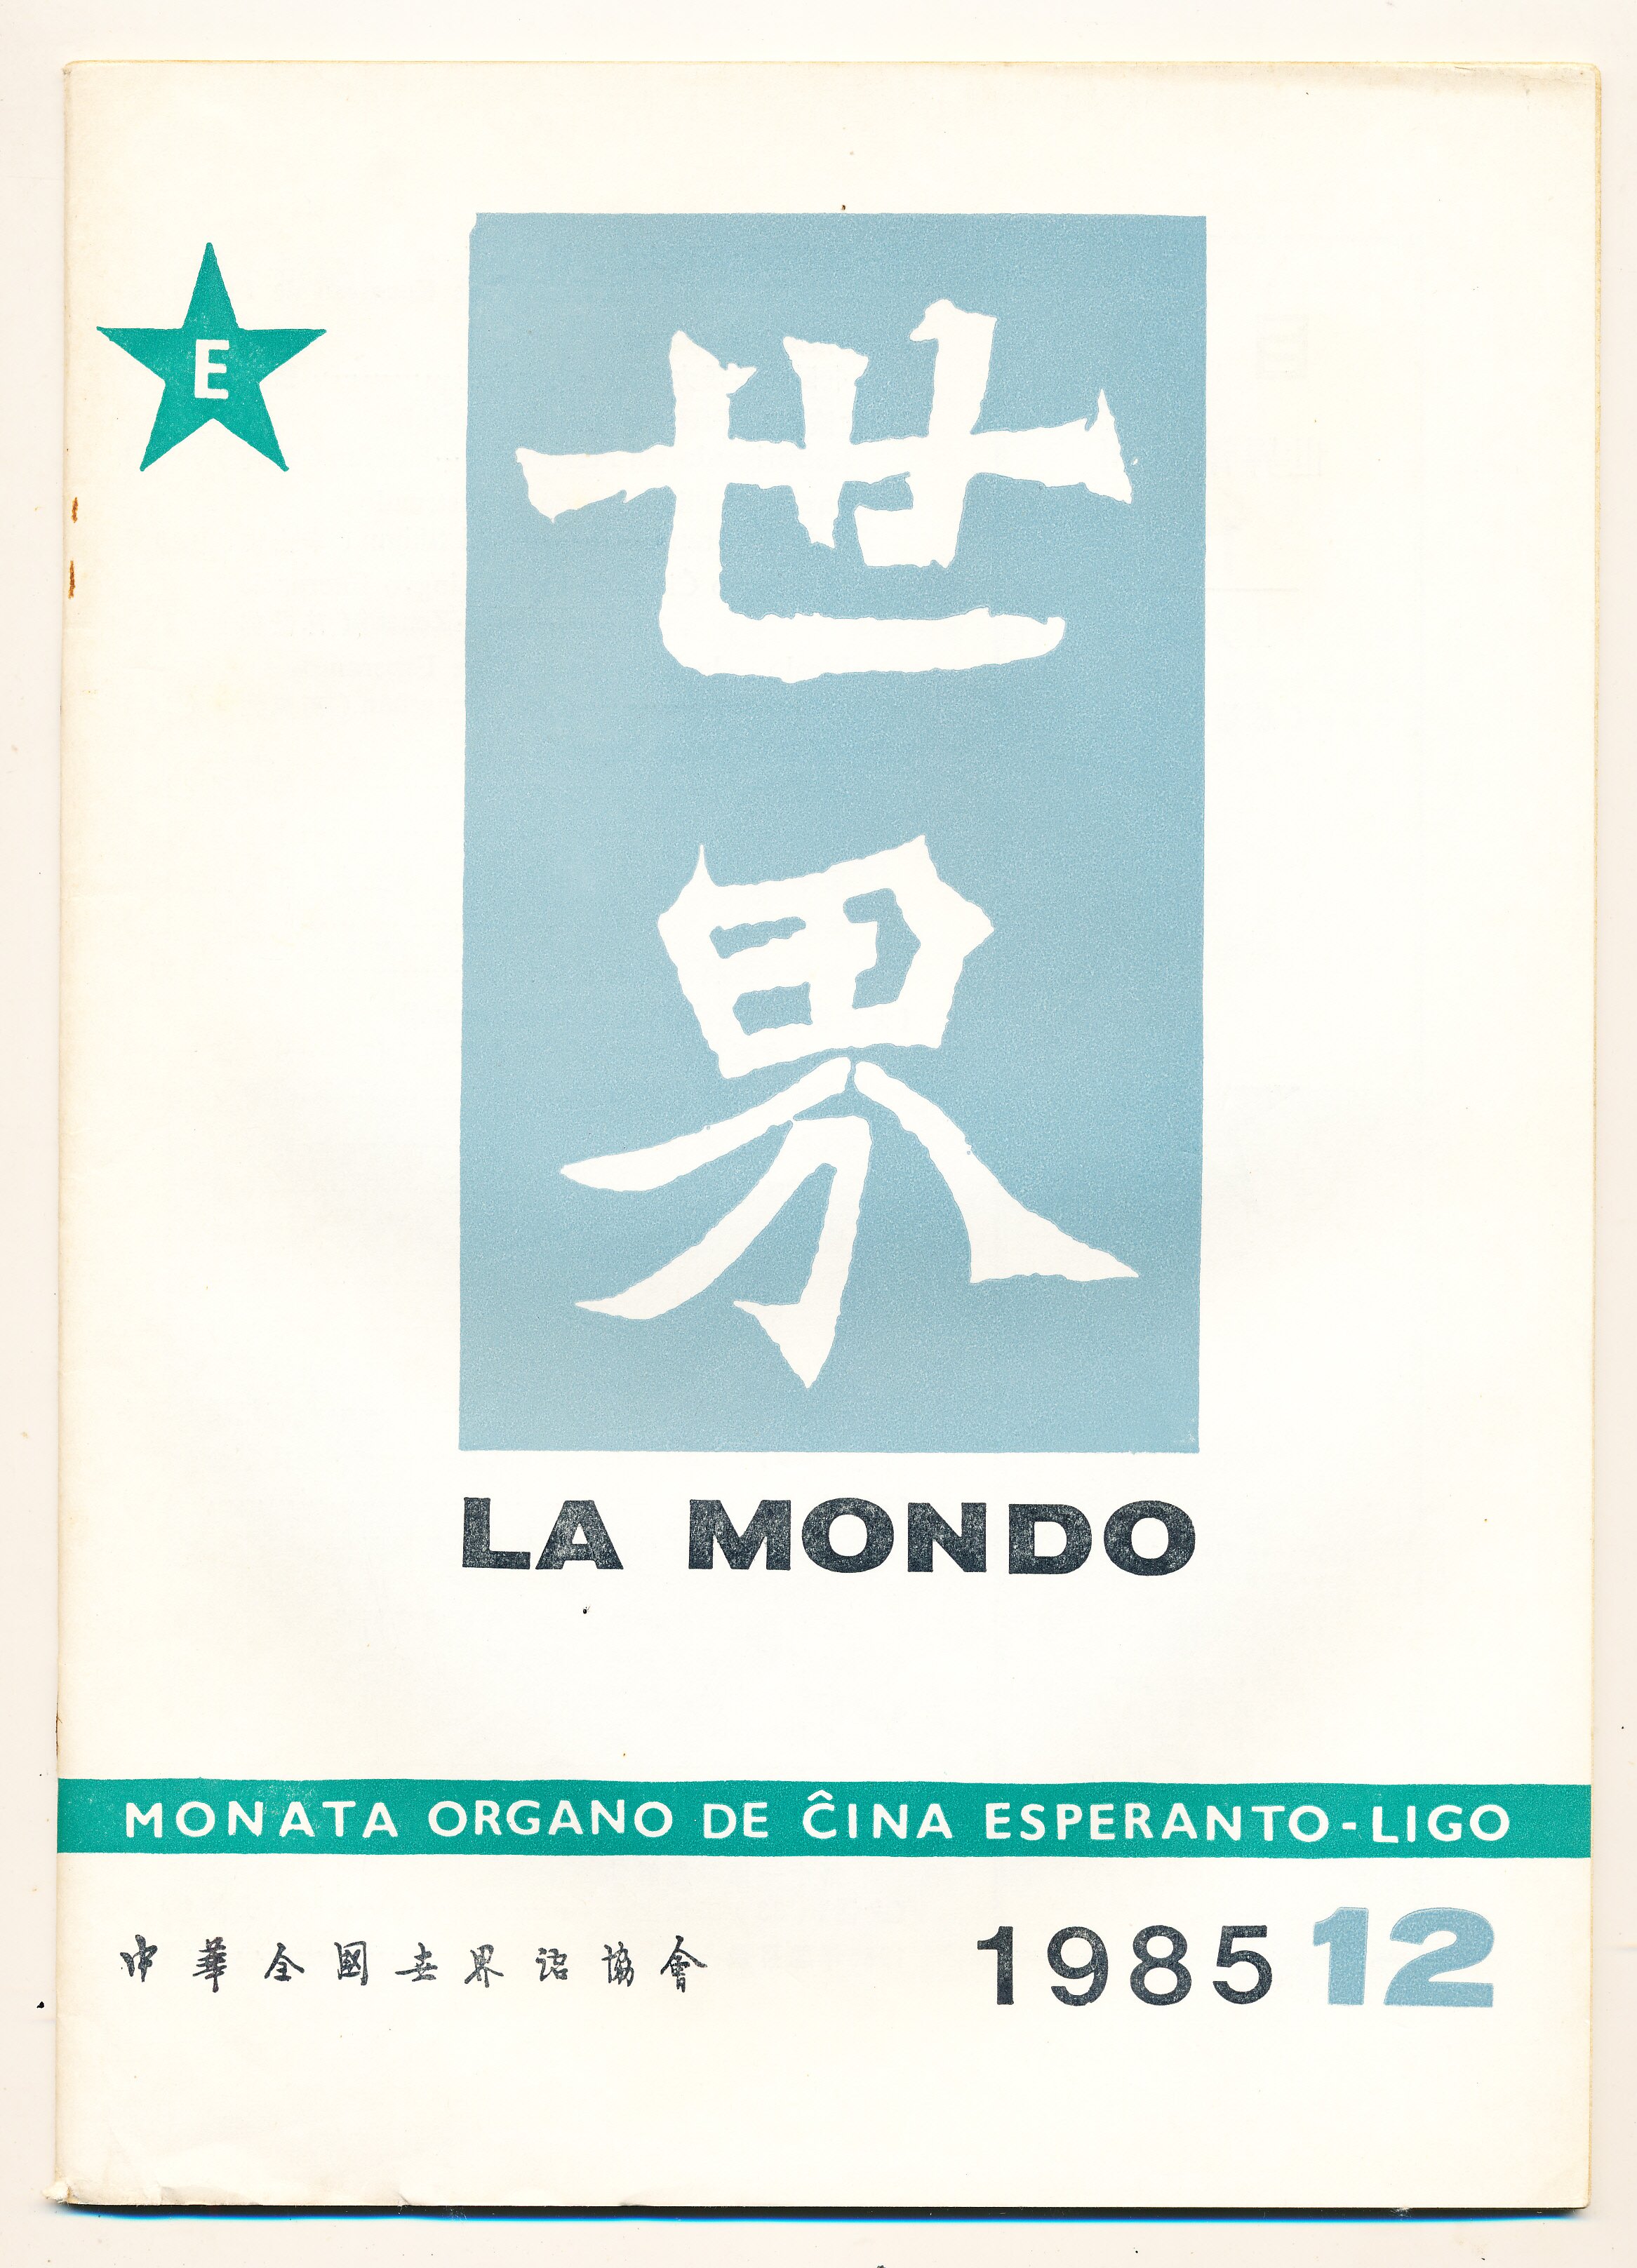 E
世
界
LA MONDO
MONATA ORGANO DE ĈINA ESPERANTO-LIGO
中華全國世界語協會
1985 12